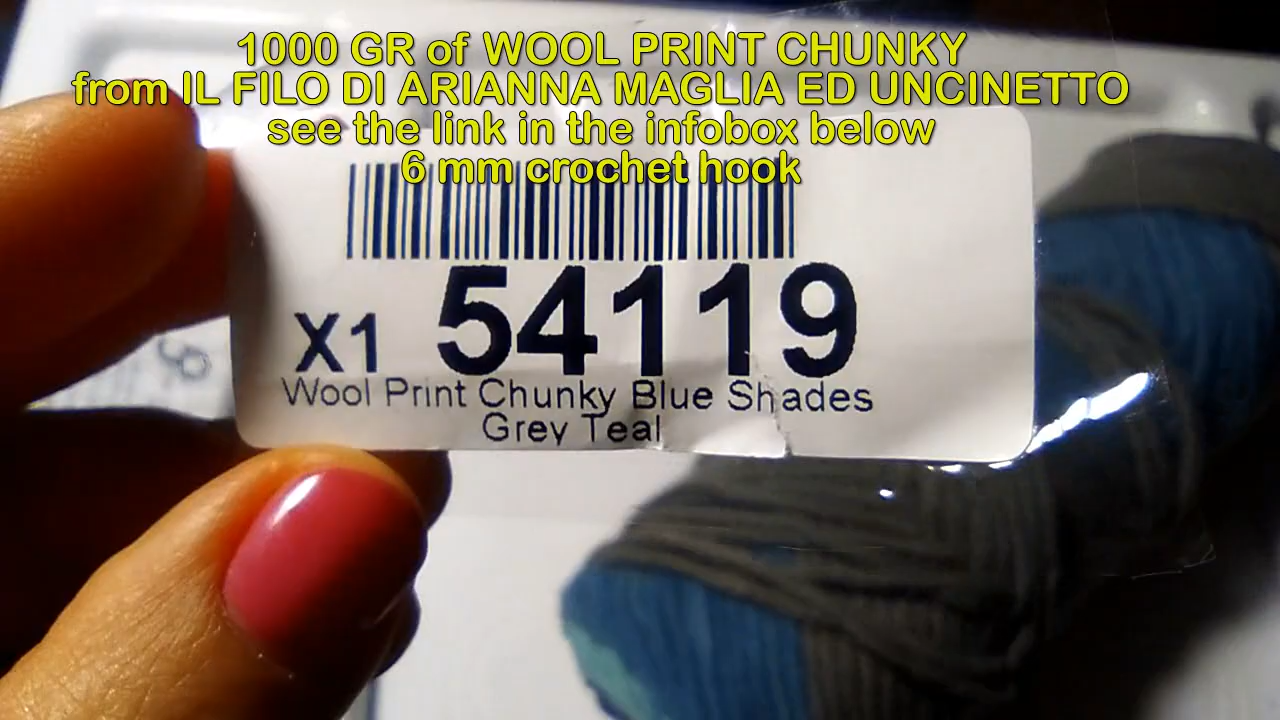 1000 GR of WOOL PRINT CHUNKY
from IL FILO DI ARIANNA MAGLIA ED UNCINETTO
see the link in the infobox below
6 mm crochet hook
X1 54119
Wool Print Chunky Blue Shades
Grey Teal